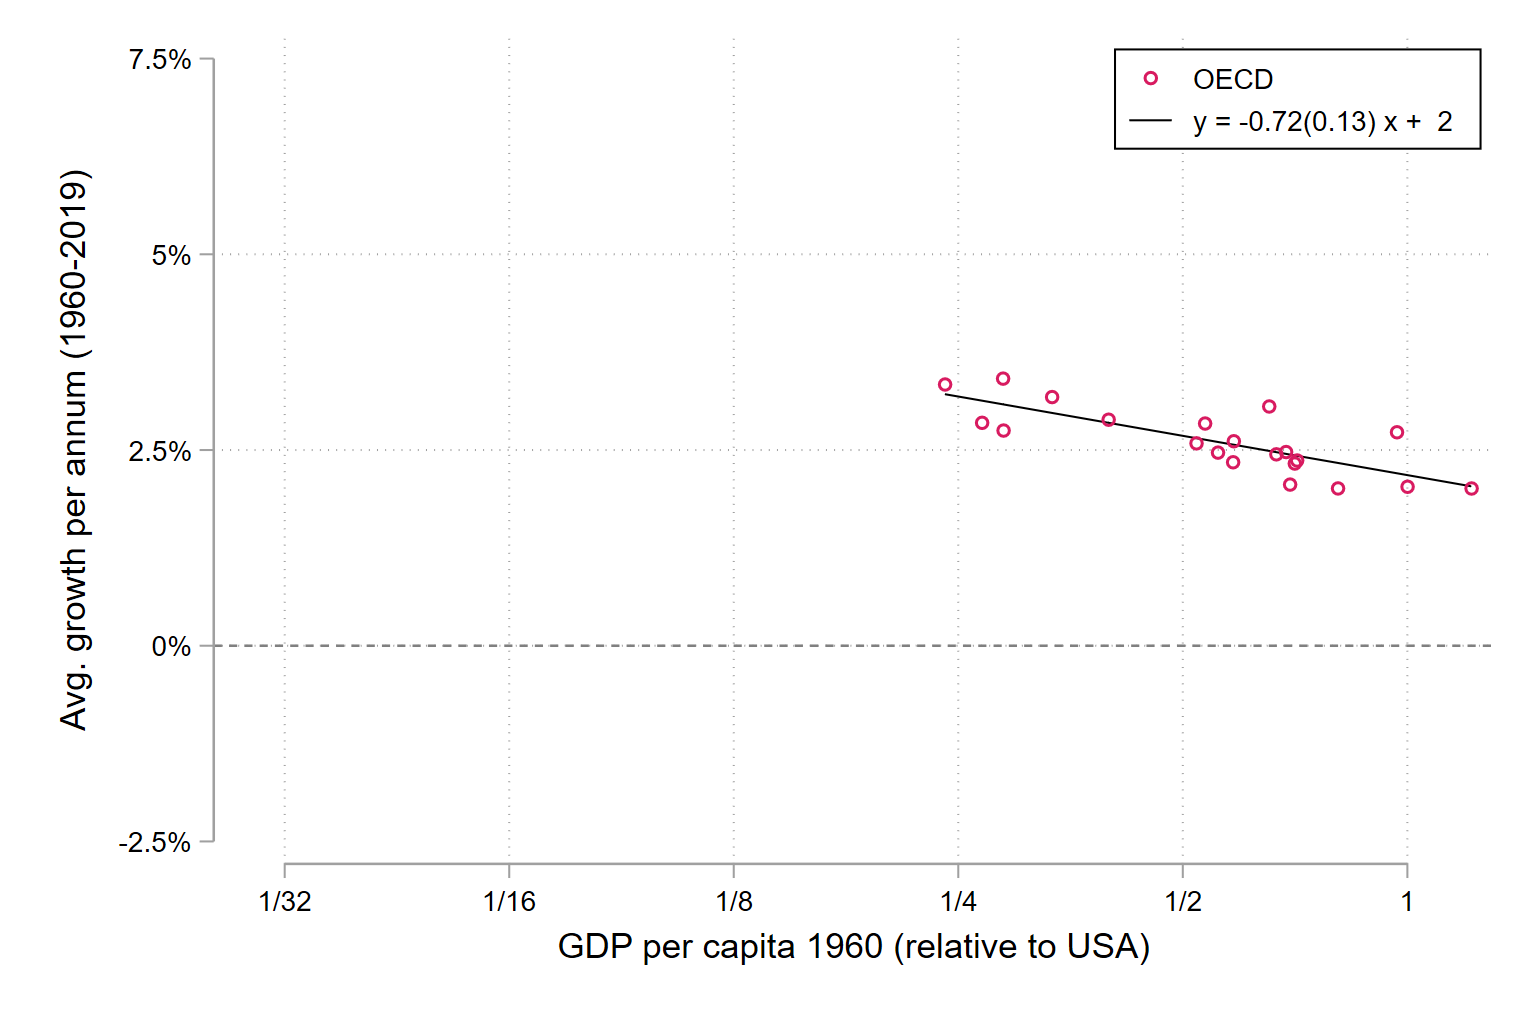 7.5%
5%
2.5%
0%
-2.5%
Avg. growth per annum (1960-2019)
OECD
y = -0.72(0.13) x + 2
1/32
1/16
1/8
1/4
1/2
1
GDP per capita 1960 (relative to USA)